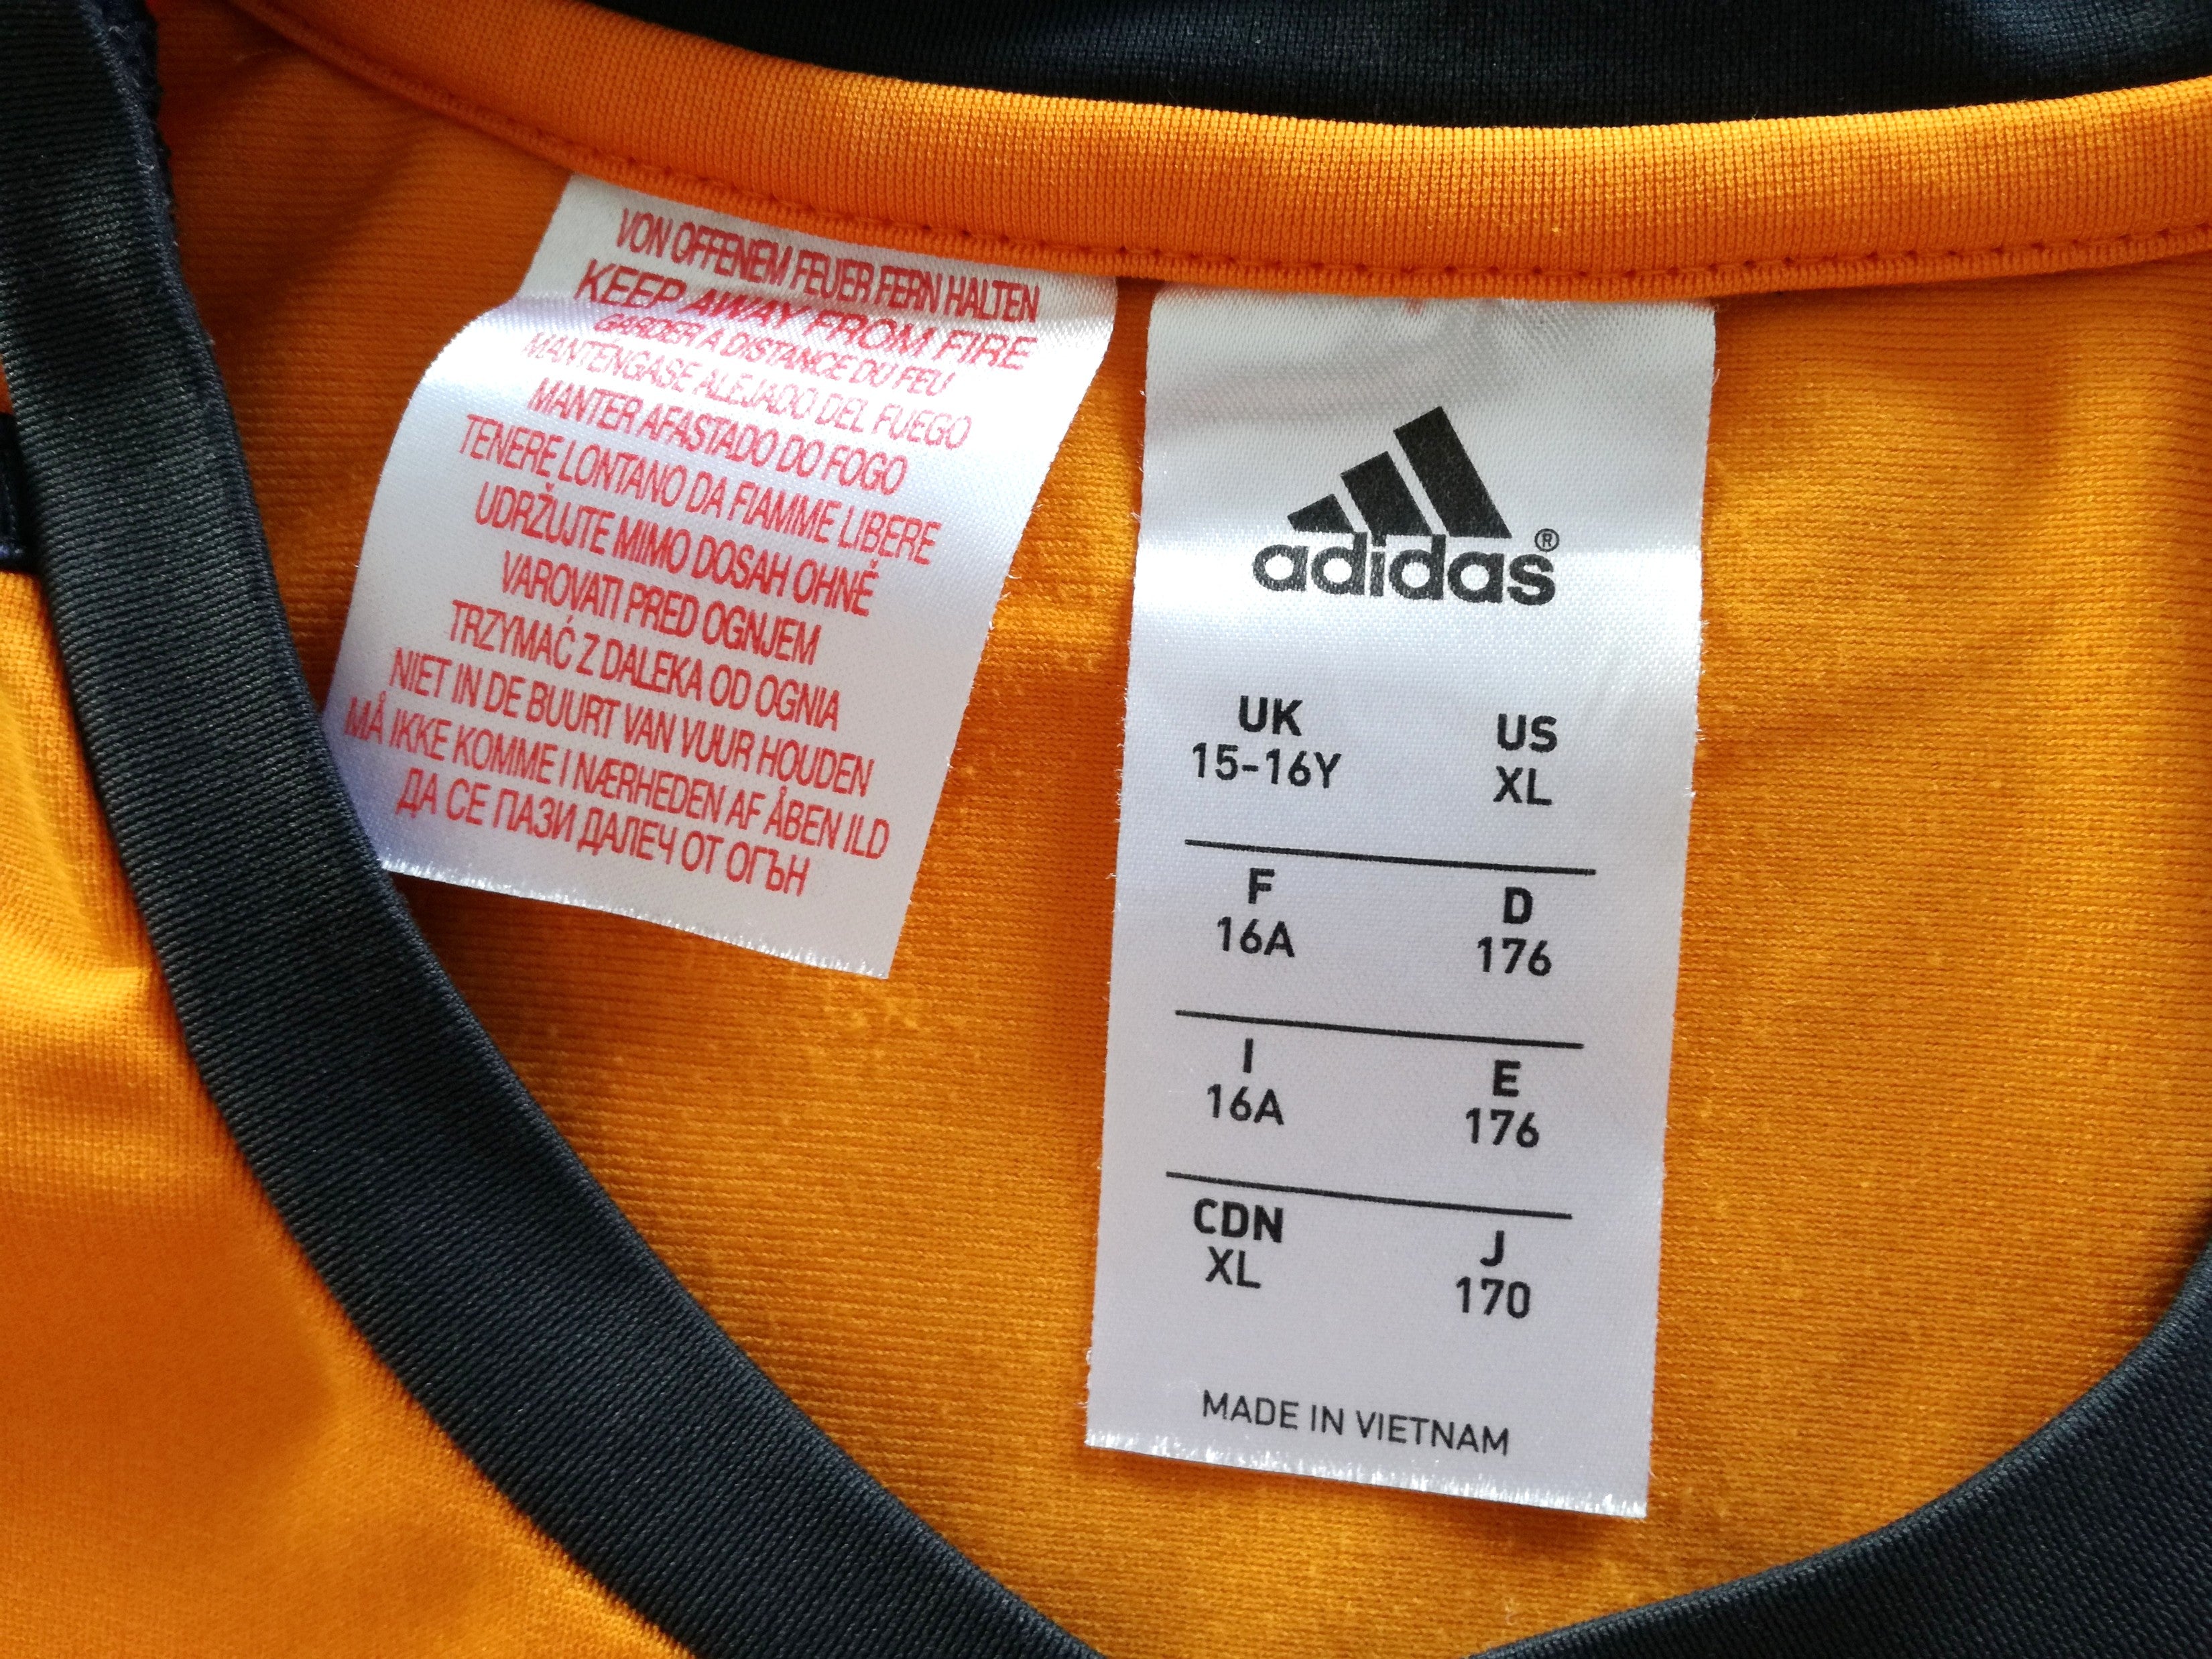 VON OFFENEM FEUER FERN HALTEN
KEEP AWAY FROM FIRE
GARDER A DISTANCE DU FEU
MANTÉNGASE ALEJADO DEL FUEGO
MANTER AFASTADO DO FOGO
TENERE LONTANO DA FIAMME LIBERE
UDRŽUJTE MIMO DOSAH OHNĚ
VAROVATI PRED OGNJEM
TRZYMAĆ Z DALEKA OD OGNIA
NIET IN DE BUURT VAN VUUR HOUDEN
MÅ IKKE KOMME I NÆRHEDEN AF ÅBEN ILD
ДА СЕ ПАЗИ ДАЛЕЧ ОТ ОГЪН
adidas®
UK US
15-16Y XL
F D
16A 176
I E
16A 176
CDN J
XL 170
MADE IN VIETNAM